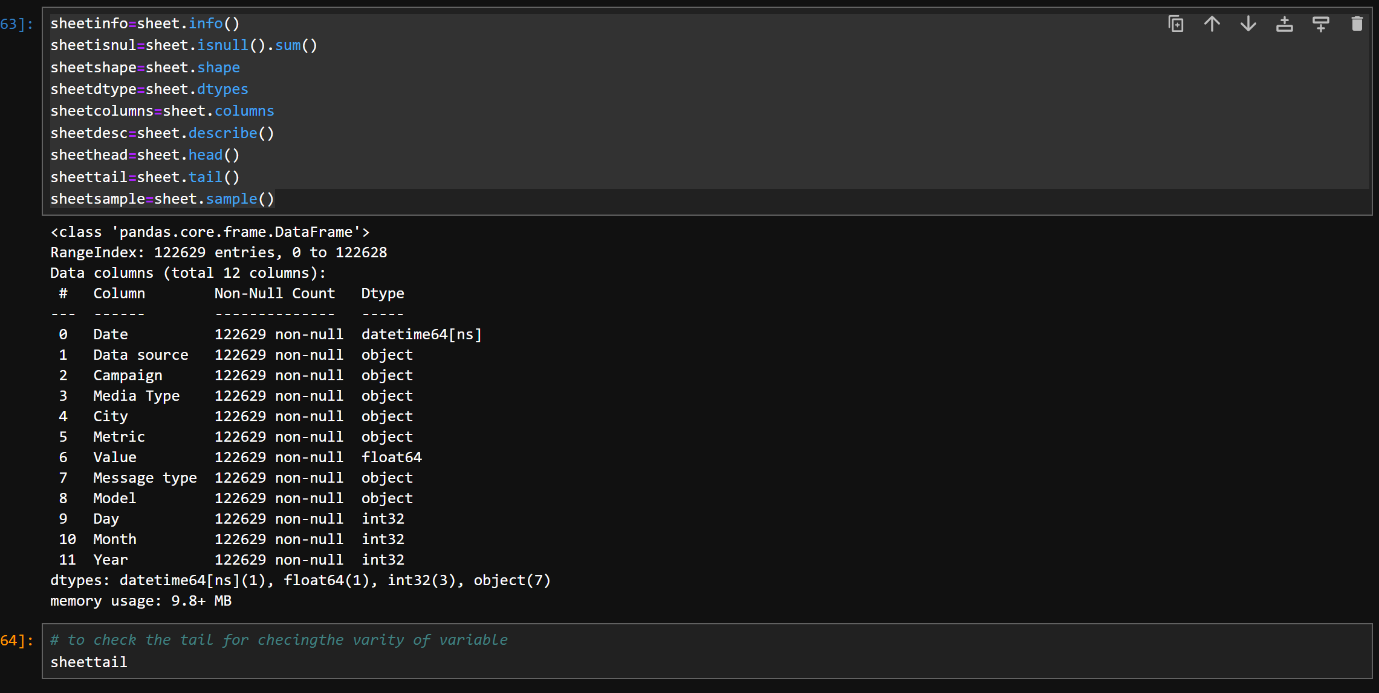 63]: sheetinfo=sheet.info()
sheetisnul=sheet.isnull().sum()
sheetshape=sheet.shape
sheetdtype=sheet.dtypes
sheetcolumns=sheet.columns
sheetdesc=sheet.describe()
sheethead=sheet.head()
sheettail=sheet.tail()
sheetsample=sheet.sample()
<class 'pandas.core.frame.DataFrame'>
RangeIndex: 122629 entries, 0 to 122628
Data columns (total 12 columns):
 #   Column        Non-Null Count   Dtype
---  ------        --------------   -----
 0   Date          122629 non-null  datetime64[ns]
 1   Data source   122629 non-null  object
 2   Campaign      122629 non-null  object
 3   Media Type    122629 non-null  object
 4   City          122629 non-null  object
 5   Metric        122629 non-null  object
 6   Value         122629 non-null  float64
 7   Message type  122629 non-null  object
 8   Model         122629 non-null  object
 9   Day           122629 non-null  int32
 10  Month         122629 non-null  int32
 11  Year          122629 non-null  int32
dtypes: datetime64[ns](1), float64(1), int32(3), object(7)
memory usage: 9.8+ MB
64]: # to check the tail for checingthe varity of variable
sheettail